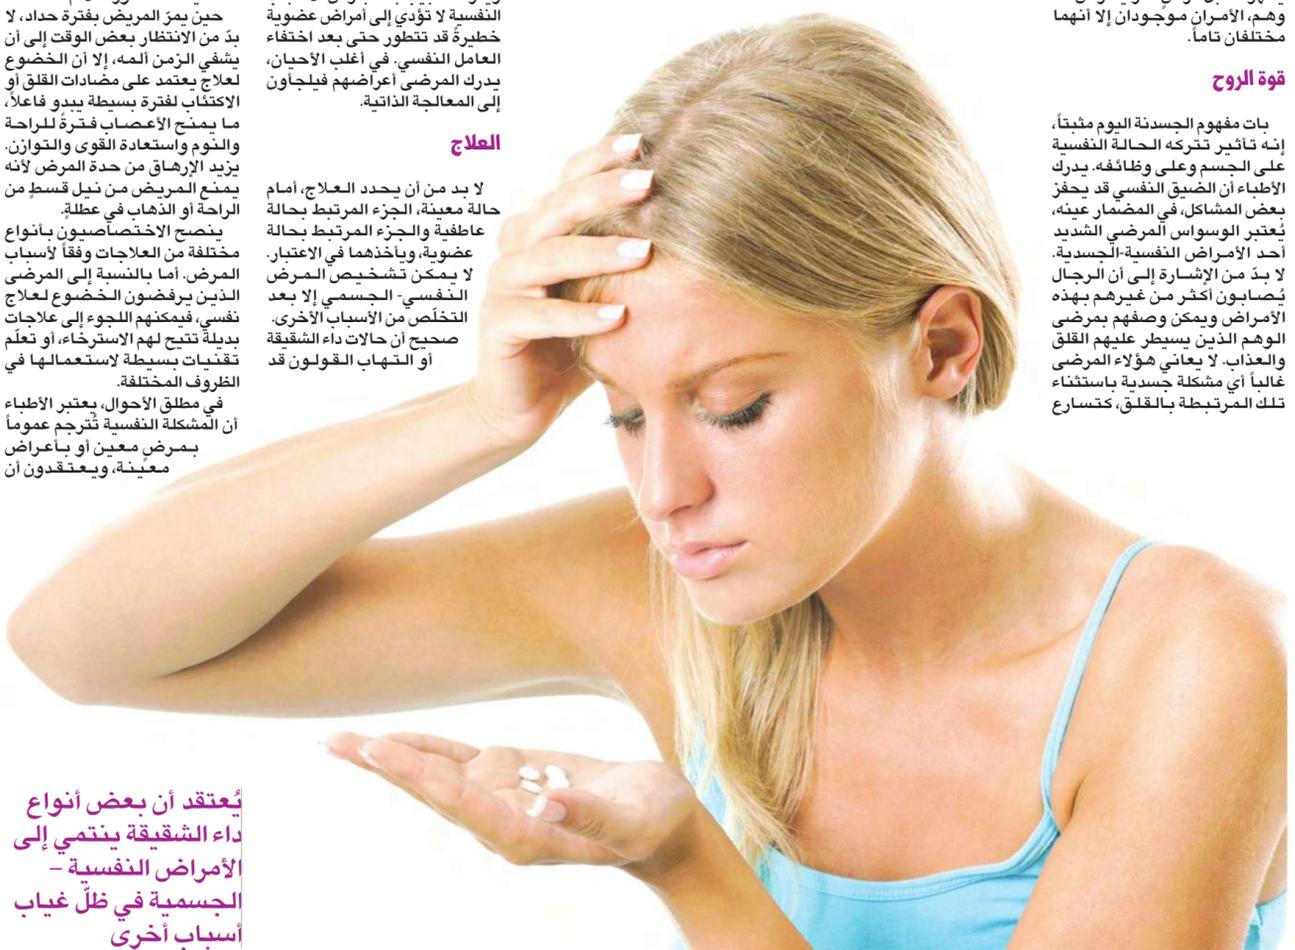 وهم، الأمران موجودان إلا أنهما
مختلفان تاماً.
قوة الروح
بات مفهوم الجسدنة اليوم مثبتاً،
إنه تأثير تتركه الحالة النفسية
على الجسم وعلى وظائفه. يدرك
الأطباء أن الضيق النفسي قد يحفز
بعض المشاكل، في المضمار عينه،
يُعتبر الوسواس المرضي الشديد
أحد الأمراض النفسية-الجسدية.
لا بدّ من الإشارة إلى أن الرجال
يُصابون أكثر من غيرهم بهذه
الأمراض ويمكن وصفهم بمرضى
الوهم الذين يسيطر عليهم القلق
والعذاب. لا يعاني هؤلاء المرضى
غالباً أي مشكلة جسدية باستثناء
تلك المرتبطة بالقلق، كتسارع
النفسية لا تؤدي إلى أمراض عضوية
خطيرةً قد تتطور حتى بعد اختفاء
العامل النفسي. في أغلب الأحيان،
يدرك المرضى أعراضهم فيلجأون
إلى المعالجة الذاتية.
العلاج
لا بد من أن يحدد العلاج، أمام
حالة معينة، الجزء المرتبط بحالة
عاطفية والجزء المرتبط بحالة
عضوية، ويأخذهما في الاعتبار.
لا يمكن تشخيص المرض
النفسي- الجسمي إلا بعد
التخلّص من الأسباب الأخرى.
صحيح أن حالات داء الشقيقة
أو التهاب القولون قد
حين يمرّ المريض بفترة حداد، لا
بدّ من الانتظار بعض الوقت إلى أن
يشفي الزمن ألمه، إلا أن الخضوع
لعلاج يعتمد على مضادات القلق أو
الاكتئاب لفترة بسيطة يبدو فاعلاً،
ما يمنح الأعصاب فترةً للراحة
والنوم واستعادة القوى والتوازن.
يزيد الإرهاق من حدة المرض لأنه
يمنع المريض من نيل قسطٍ من
الراحة أو الذهاب في عطلةٍ.
ينصح الاختصاصيون بأنواع
مختلفة من العلاجات وفقاً لأسباب
المرض. أما بالنسبة إلى المرضى
الذين يرفضون الخضوع لعلاج
نفسي، فيمكنهم اللجوء إلى علاجات
بديلة تتيح لهم الاسترخاء، أو تعلّم
تقنيات بسيطة لاستعمالها في
الظروف المختلفة.
في مطلق الأحوال، يعتبر الأطباء
أن المشكلة النفسية تُترجم عموماً
بمرضٍ معين أو بأعراض
معيّنة، ويعتقدون أن
يُعتقد أن بعض أنواع
داء الشقيقة ينتمي إلى
الأمراض النفسية –
الجسمية في ظلّ غياب
أسباب أخرى